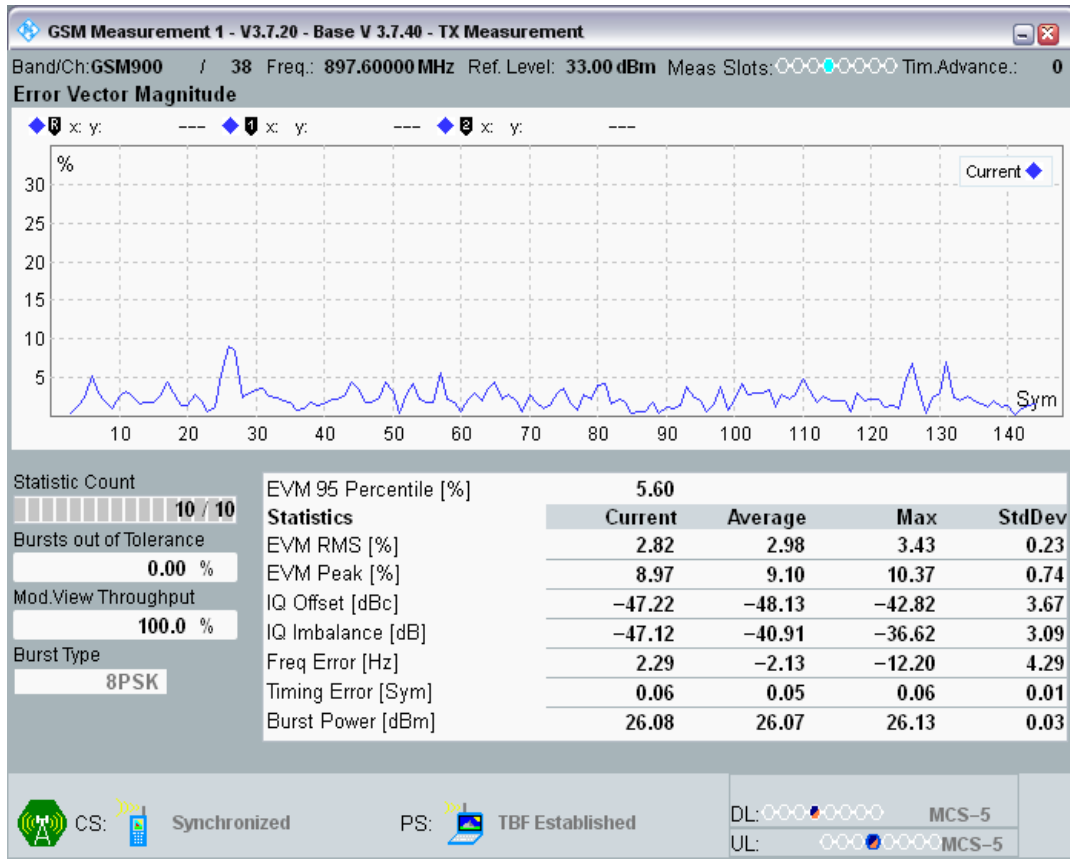 GSM Measurement 1 - V3.7.20 - Base V 3.7.40 - TX Measurement
Band/Ch:GSM900 / 38 Freq.: 897.60000 MHz Ref. Level: 33.00 dBm Meas Slots: Tim.Advance.: 0
Error Vector Magnitude
R x: y: --- 1 x: y: --- 2 x: y: ---
%
Current
30
25
20
15
10
5
Sym
10 20 30 40 50 60 70 80 90 100 110 120 130 140
Statistic Count
10 / 10
Bursts out of Tolerance
0.00 %
Mod.View Throughput
100.0 %
Burst Type
8PSK
EVM 95 Percentile [%] 5.60
Statistics Current Average Max StdDev
EVM RMS [%] 2.82 2.98 3.43 0.23
EVM Peak [%] 8.97 9.10 10.37 0.74
IQ Offset [dBc] −47.22 −48.13 −42.82 3.67
IQ Imbalance [dB] −47.12 −40.91 −36.62 3.09
Freq Error [Hz] 2.29 −2.13 −12.20 4.29
Timing Error [Sym] 0.06 0.05 0.06 0.01
Burst Power [dBm] 26.08 26.07 26.13 0.03
CS: Synchronized PS: TBF Established
DL: MCS−5
UL: MCS−5